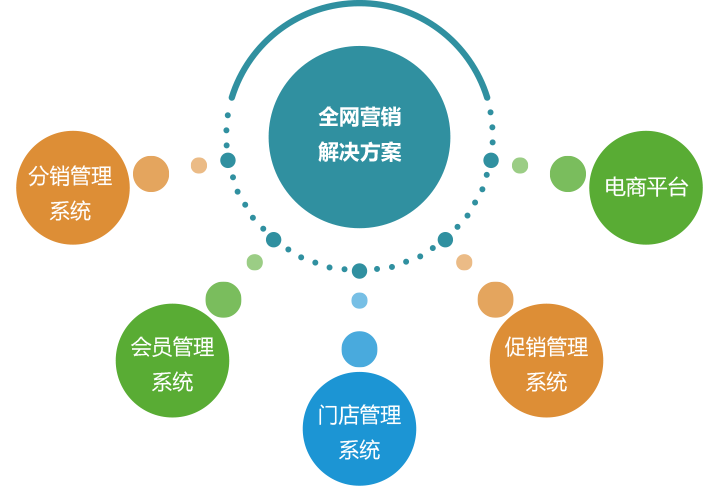 全网营销
解决方案
分销管理
系统
电商平台
会员管理
系统
促销管理
系统
门店管理
系统